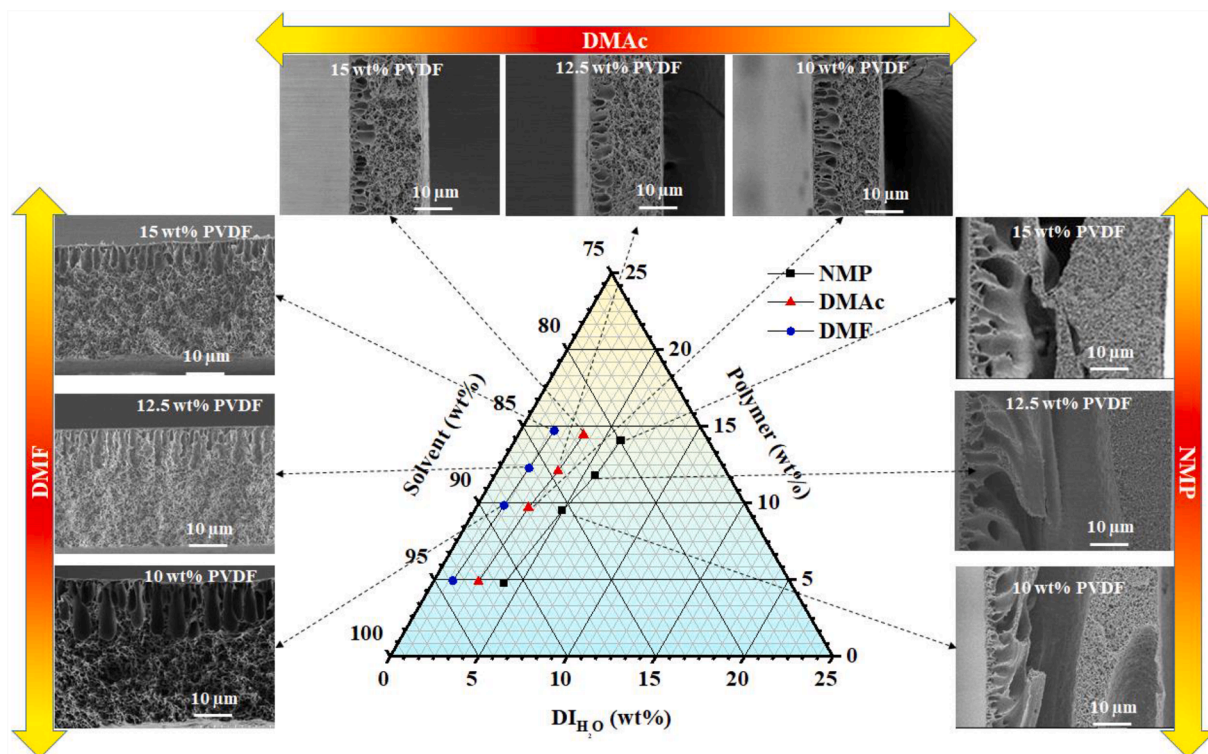 DMAc
15 wt% PVDF
12.5 wt% PVDF
10 wt% PVDF
10 µm
10 µm
10 µm
DMF
15 wt% PVDF
10 µm
12.5 wt% PVDF
10 µm
10 wt% PVDF
10 µm
NMP
DMAc
DMF
75
80
85
90
95
100
Solvent (wt%)
25
20
15
10
5
0
Polymer (wt%)
0
5
10
15
20
25
DI H₂O (wt%)
15 wt% PVDF
10 µm
12.5 wt% PVDF
10 µm
10 wt% PVDF
10 µm
NMP